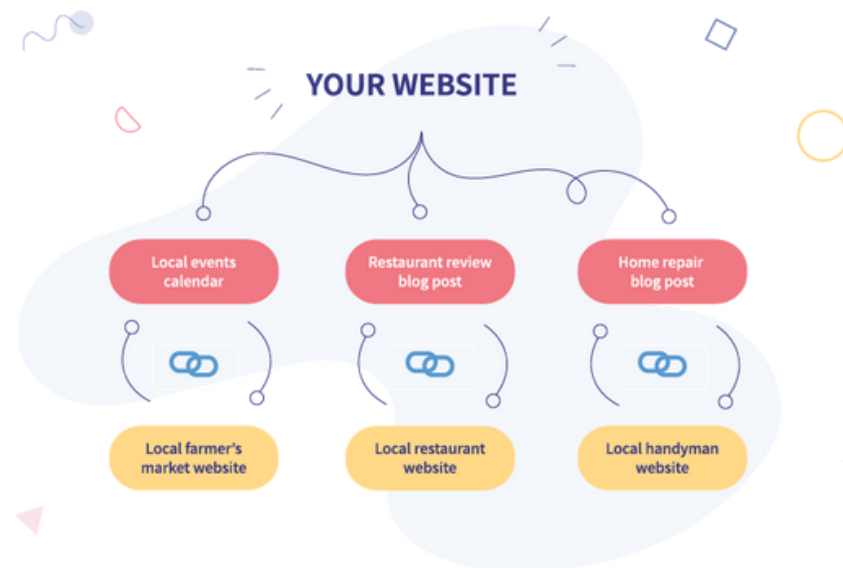 YOUR WEBSITE
Local events
calendar
Restaurant review
blog post
Home repair
blog post
Local farmer's
market website
Local restaurant
website
Local handyman
website